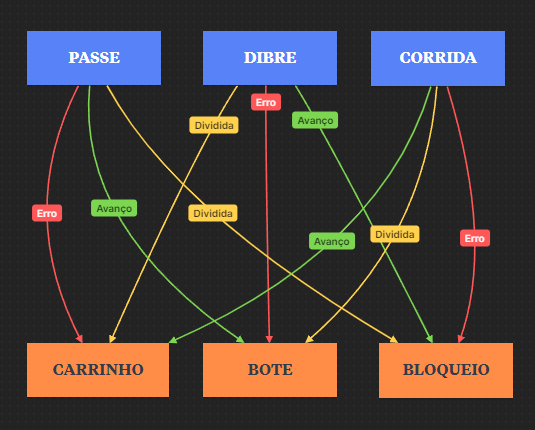 PASSE
DIBRE
CORRIDA
Erro
Avanço
Dividida
Erro
Avanço
Dividida
Dividida
Erro
Avanço
CARRINHO
BOTE
BLOQUEIO